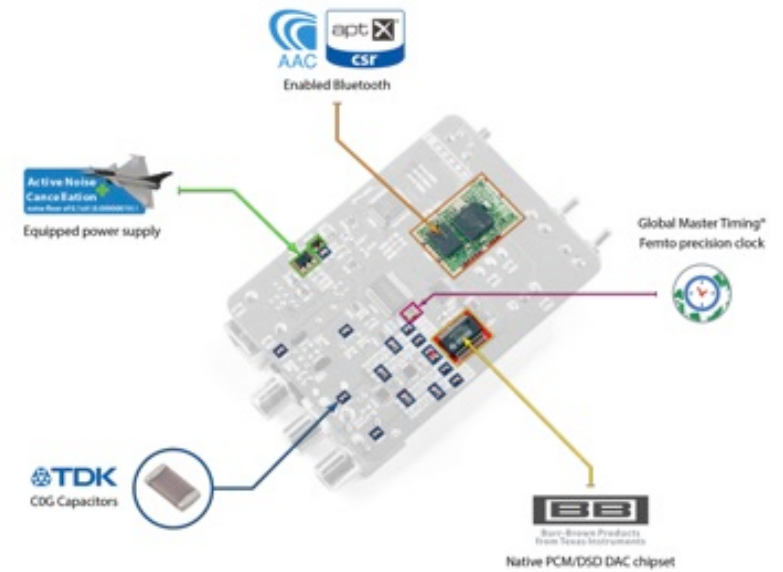 AAC
aptX
csr
Enabled Bluetooth
Active Noise
Cancellation
Equipped power supply
Global Master Timing®
Femto precision clock
TDK
C0G Capacitors
BB
Burr-Brown Products
from Texas Instruments
Native PCM/DSD DAC chipset